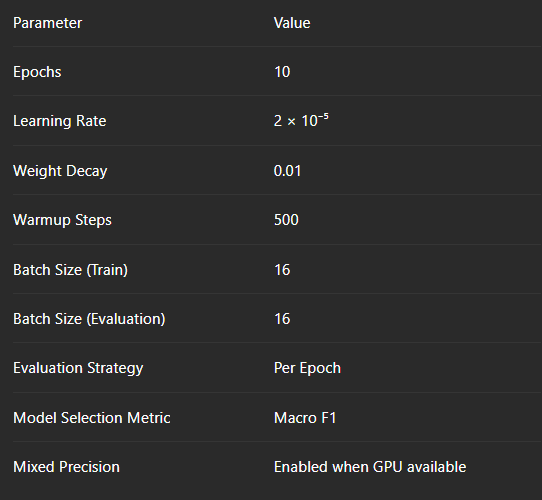 Parameter Value
Epochs 10
Learning Rate 2 × 10⁻⁵
Weight Decay 0.01
Warmup Steps 500
Batch Size (Train) 16
Batch Size (Evaluation) 16
Evaluation Strategy Per Epoch
Model Selection Metric Macro F1
Mixed Precision Enabled when GPU available